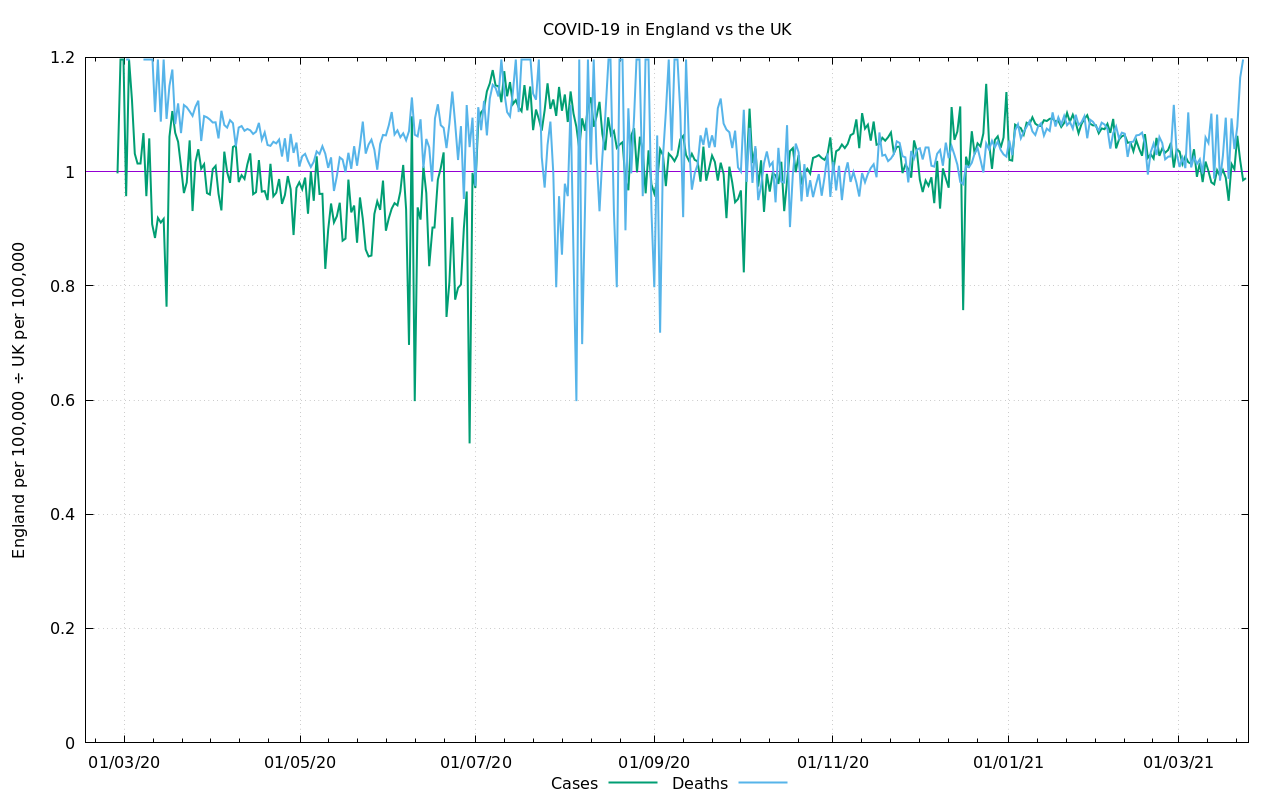 COVID-19 in England vs the UK
England per 100,000 ÷ UK per 100,000
1.2
1
0.8
0.6
0.4
0.2
0
01/03/20 01/05/20 01/07/20 01/09/20 01/11/20 01/01/21 01/03/21
Cases Deaths